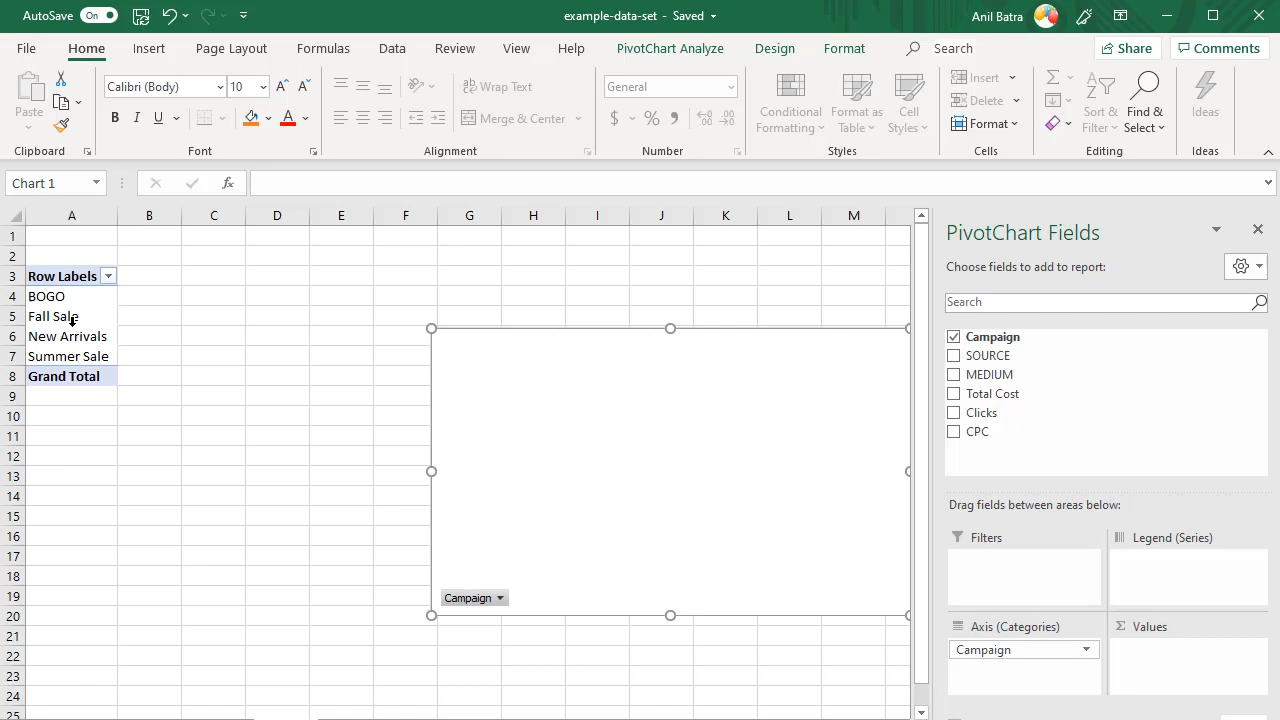 AutoSave On example-data-set - Saved Anil Batra
File Home Insert Page Layout Formulas Data Review View Help PivotChart Analyze Design Format Search Share Comments
Calibri (Body) 10 Wrap Text General Insert
Paste B I U Merge & Center $ % Conditional Formatting Format as Table Cell Styles Delete Sort & Filter Find & Select Ideas
Format
Clipboard Font Alignment Number Styles Cells Editing Ideas
Chart 1 fx
A B C D E F G H I J K L M
1
2
3 Row Labels
4 BOGO
5 Fall Sale
6 New Arrivals
7 Summer Sale
8 Grand Total
9
10
11
12
13
14
15
16
17
18
19
20
21
22
23
24
25
Campaign
PivotChart Fields
Choose fields to add to report:
Search
Campaign
SOURCE
MEDIUM
Total Cost
Clicks
CPC
Drag fields between areas below:
Filters Legend (Series)
Axis (Categories) Σ Values
Campaign